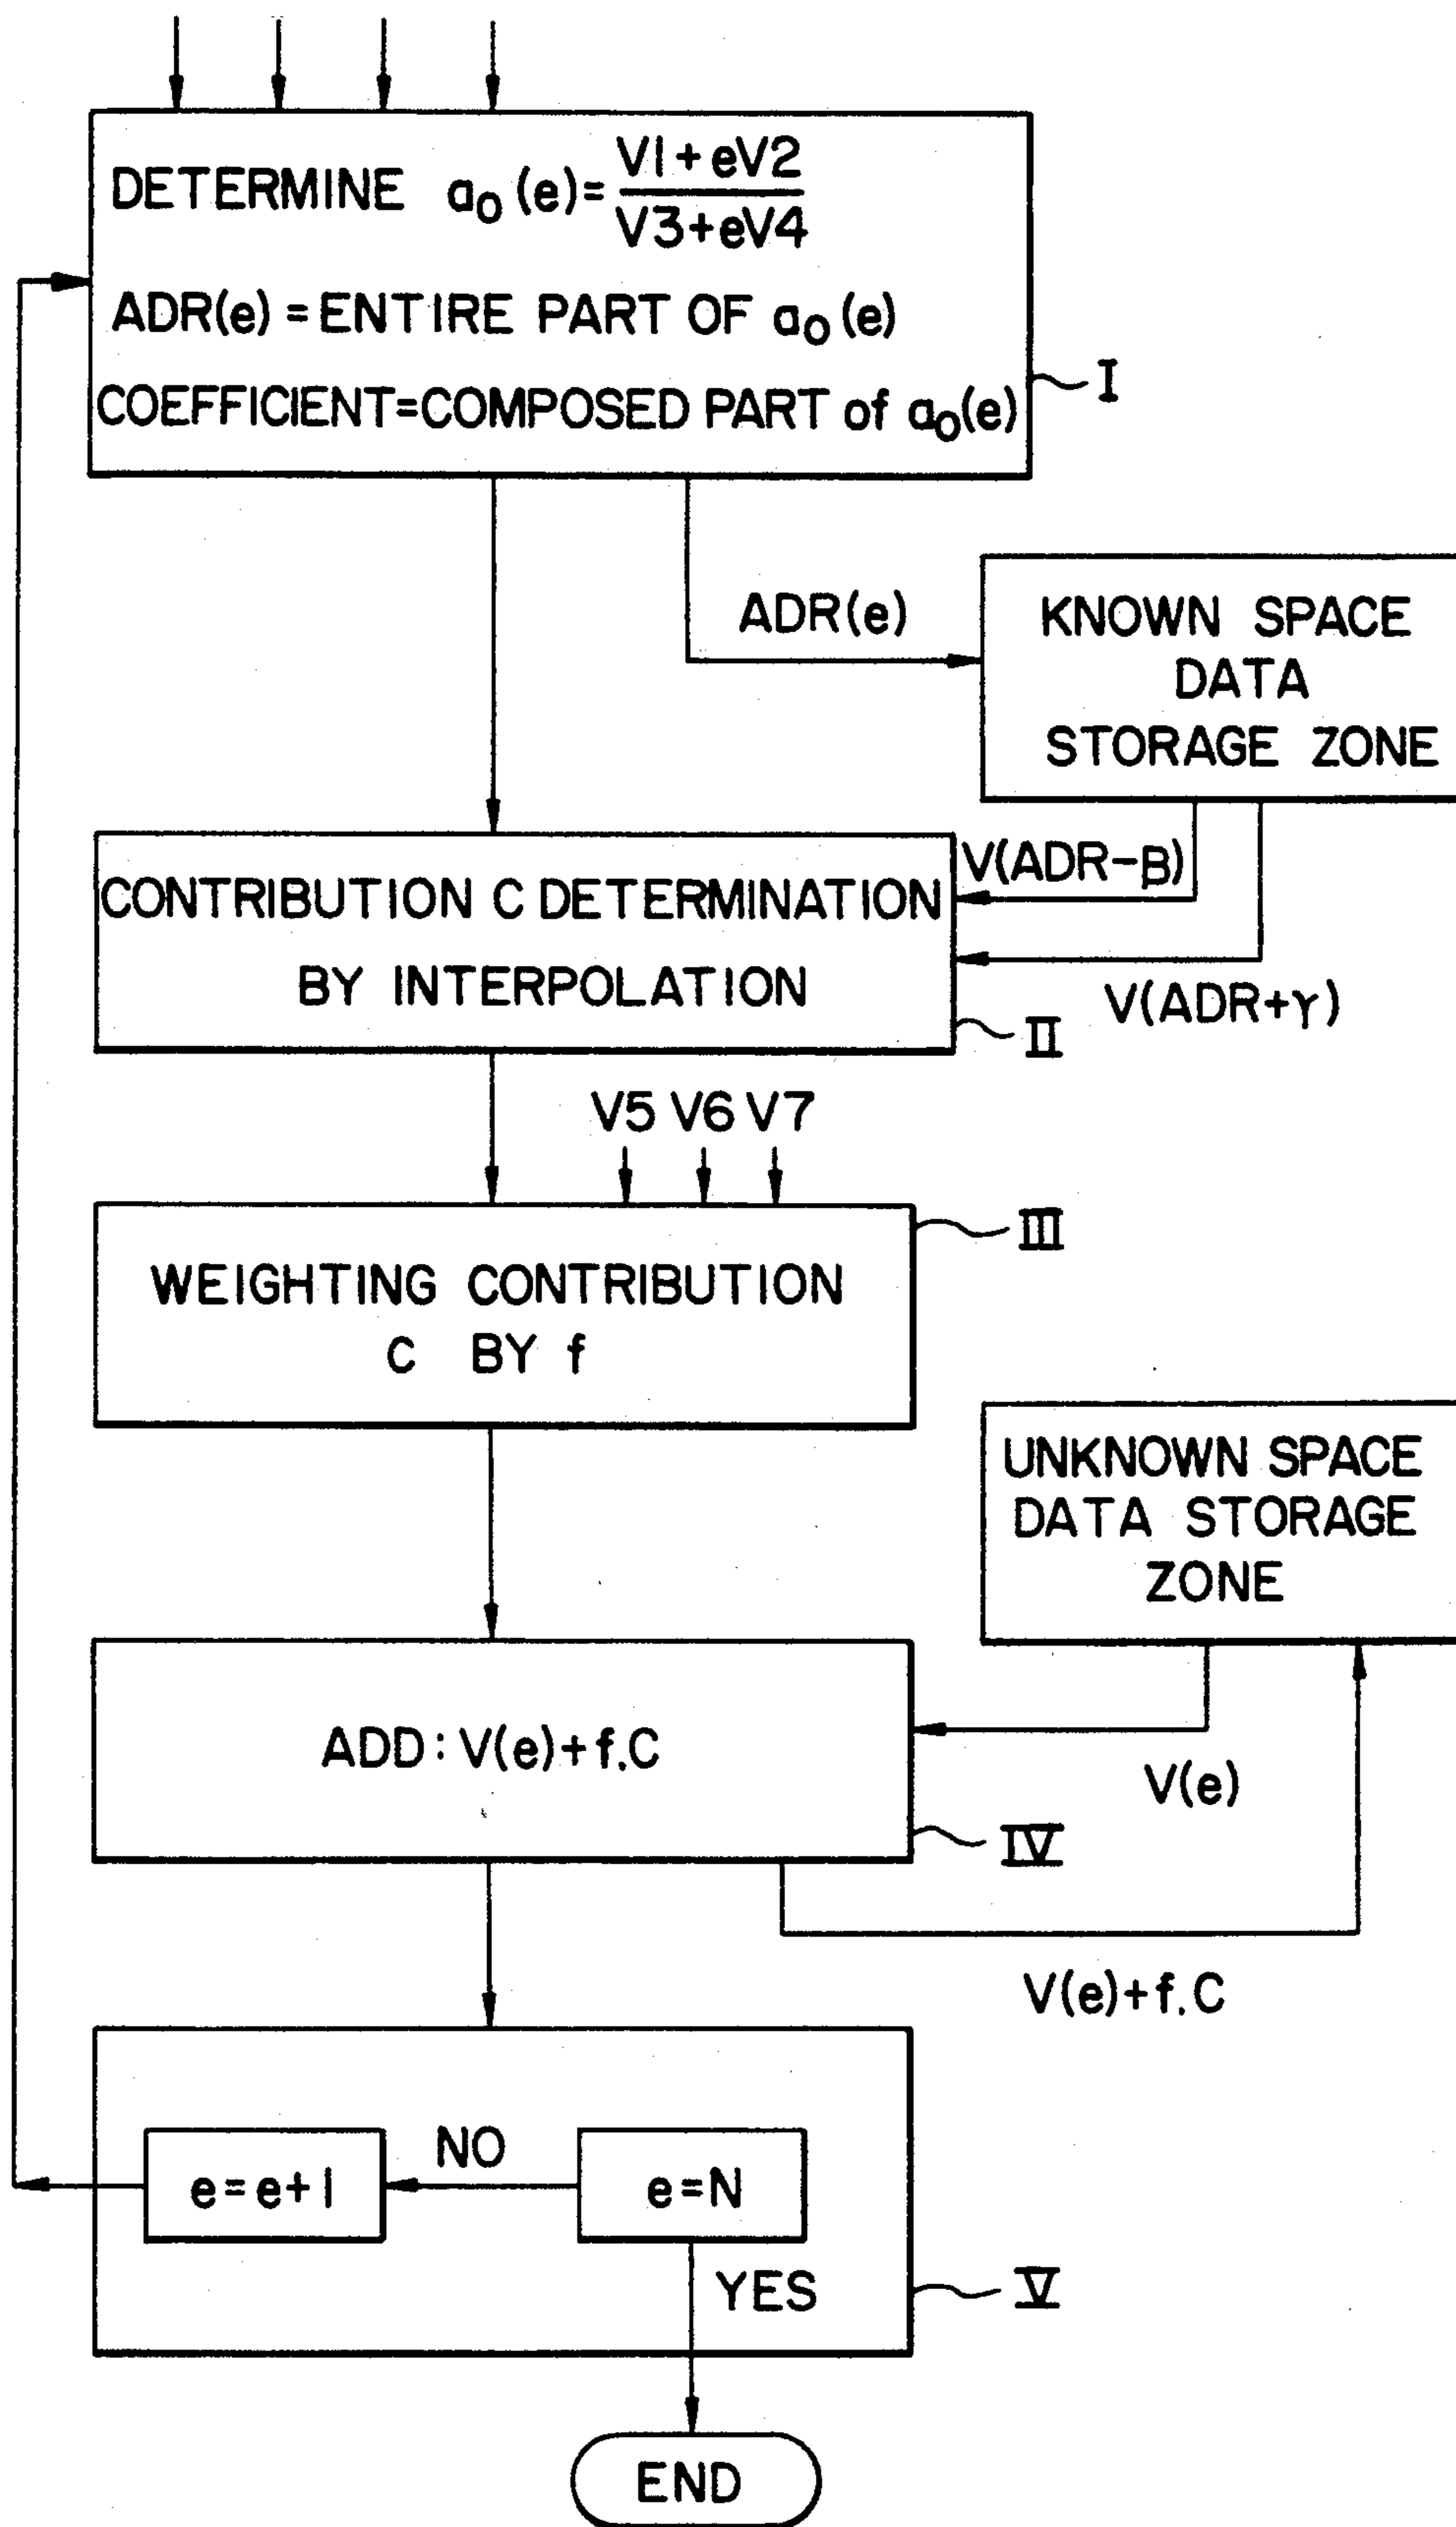 DETERMINE a₀(e)= V1+eV2
V3+eV4
ADR(e) = ENTIRE PART OF a₀(e)
COEFFICIENT=COMPOSED PART of a₀(e)
I
ADR(e)
KNOWN SPACE
DATA
STORAGE ZONE
V(ADR-β)
CONTRIBUTION C DETERMINATION
BY INTERPOLATION
V(ADR+γ)
II
V5 V6 V7
III
WEIGHTING CONTRIBUTION
C BY f
UNKNOWN SPACE
DATA STORAGE
ZONE
ADD: V(e)+f.C
V(e)
IV
V(e)+f.C
NO
e=e+1
e=N
YES
V
END